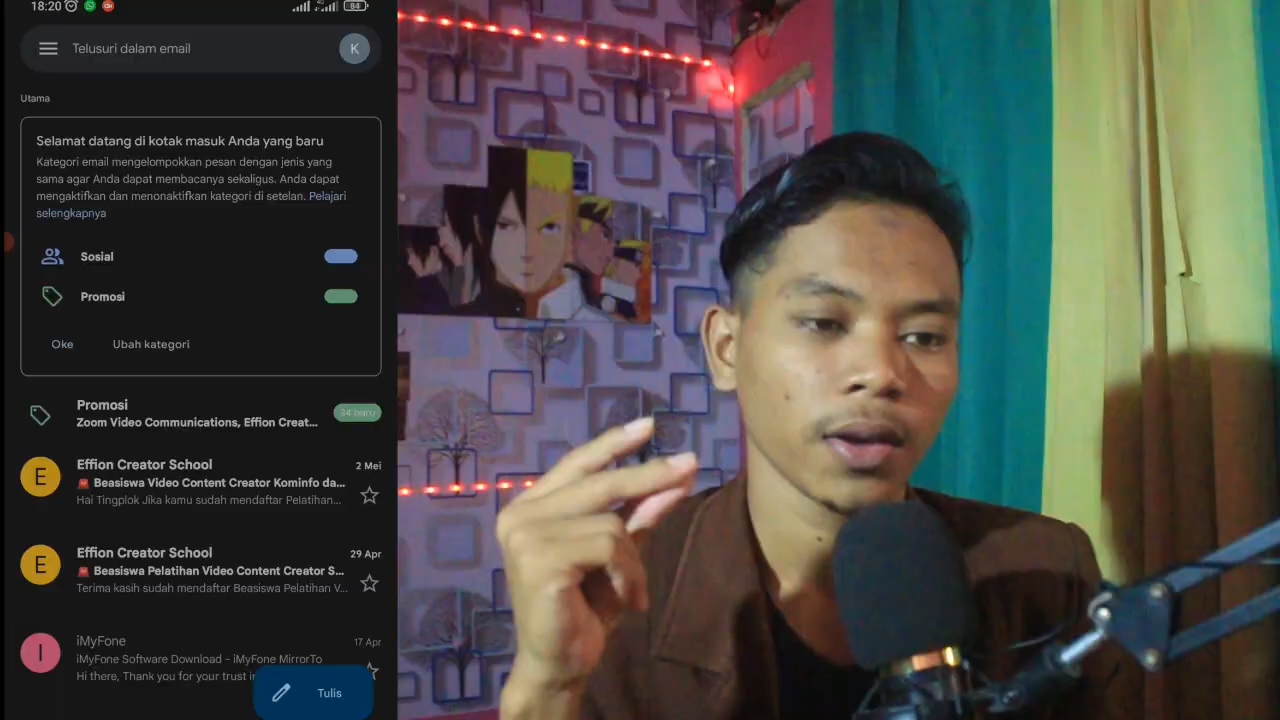 18:20
84
Telusuri dalam email
K
Utama
Selamat datang di kotak masuk Anda yang baru
Kategori email mengelompokkan pesan dengan jenis yang
sama agar Anda dapat membacanya sekaligus. Anda dapat
mengaktifkan dan menonaktifkan kategori di setelan. Pelajari
selengkapnya
Sosial
Promosi
Oke
Ubah kategori
Promosi
34 baru
Zoom Video Communications, Effion Creat...
E
Effion Creator School
2 Mei
Beasiswa Video Content Creator Kominfo da...
Hai Tingplok Jika kamu sudah mendaftar Pelatihan...
E
Effion Creator School
29 Apr
Beasiswa Pelatihan Video Content Creator S...
Terima kasih sudah mendaftar Beasiswa Pelatihan V...
I
iMyFone
17 Apr
iMyFone Software Download - iMyFone MirrorTo
Hi there, Thank you for your trust
Tulis